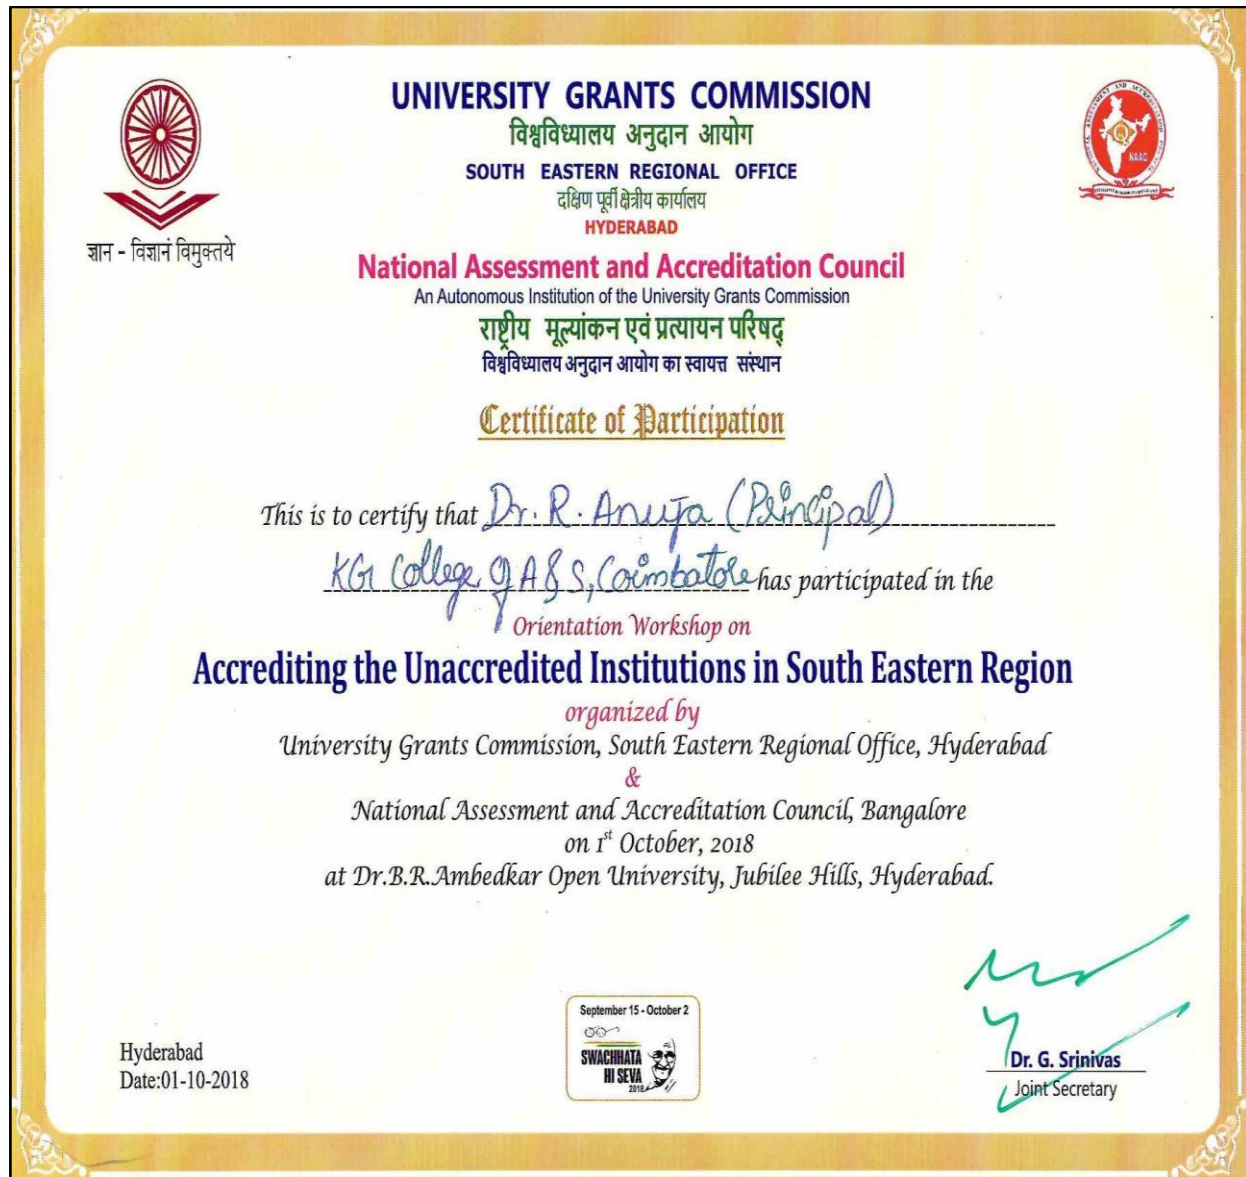 UNIVERSITY GRANTS COMMISSION
विश्वविध्यालय अनुदान आयोग
SOUTH EASTERN REGIONAL OFFICE
दक्षिण पूर्वी क्षेत्रीय कार्यालय
HYDERABAD
ज्ञान - विज्ञानं विमुक्तये
NATIONAL ASSESSMENT AND ACCREDITATION COUNCIL
NAAC
National Assessment and Accreditation Council
An Autonomous Institution of the University Grants Commission
राष्ट्रीय मूल्यांकन एवं प्रत्यायन परिषद्
विश्वविध्यालय अनुदान आयोग का स्वायत्त संस्थान
Certificate of Participation
This is to certify that Dr. R. Anuja (Principal)
KG College of A & S, Coimbatore has participated in the
Orientation Workshop on
Accrediting the Unaccredited Institutions in South Eastern Region
organized by
University Grants Commission, South Eastern Regional Office, Hyderabad
&
National Assessment and Accreditation Council, Bangalore
on 1st October, 2018
at Dr.B.R.Ambedkar Open University, Jubilee Hills, Hyderabad.
September 15 - October 2
SWACHHATA
HI SEVA
2018
Hyderabad
Date:01-10-2018
Dr. G. Srinivas
Joint Secretary